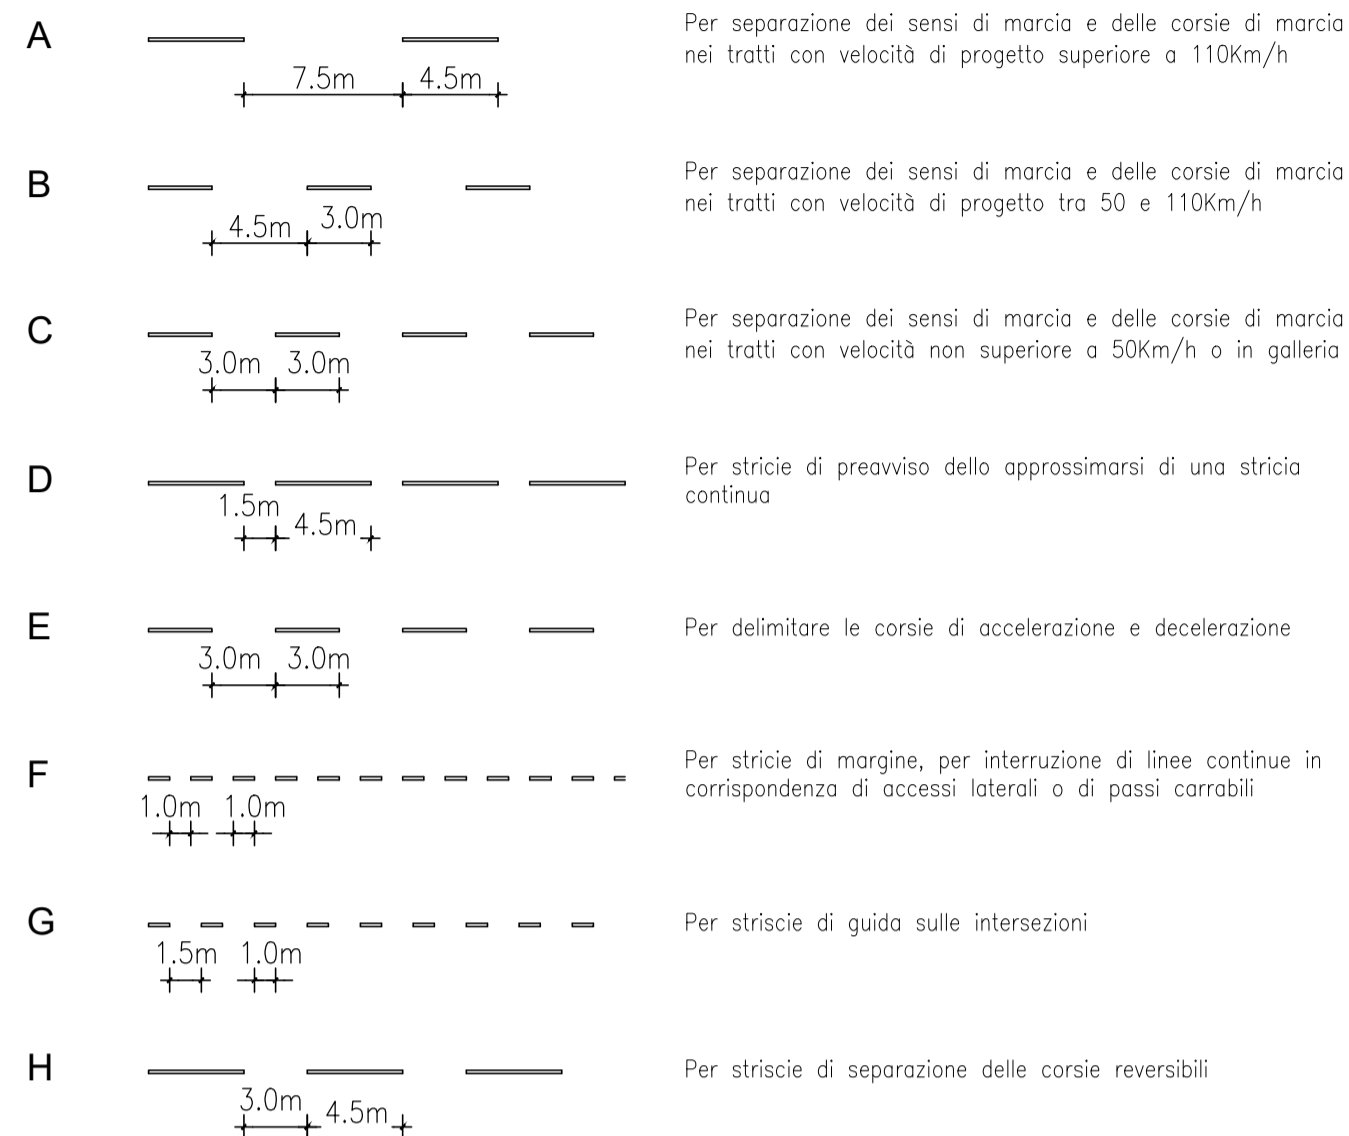 A
Per separazione dei sensi di marcia e delle corsie di marcia
nei tratti con velocità di progetto superiore a 110Km/h
7.5m 4.5m
B
Per separazione dei sensi di marcia e delle corsie di marcia
nei tratti con velocità di progetto tra 50 e 110Km/h
4.5m 3.0m
C
Per separazione dei sensi di marcia e delle corsie di marcia
nei tratti con velocità non superiore a 50Km/h o in galleria
3.0m 3.0m
D
Per stricie di preavviso dello approssimarsi di una stricia
continua
1.5m 4.5m
E
Per delimitare le corsie di accelerazione e decelerazione
3.0m 3.0m
F
Per stricie di margine, per interruzione di linee continue in
corrispondenza di accessi laterali o di passi carrabili
1.0m 1.0m
G
Per striscie di guida sulle intersezioni
1.5m 1.0m
H
Per striscie di separazione delle corsie reversibili
3.0m 4.5m